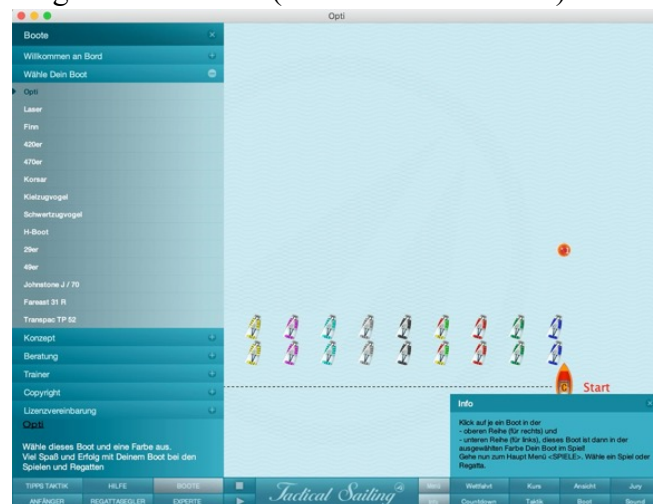 Opti
Boote
Willkommen an Bord
Wähle Dein Boot
Opti
Laser
Finn
420er
470er
Korsar
Kielzugvogel
Schwertzugvogel
H-Boot
29er
49er
Johnstone J / 70
Fareast 31 R
Transpac TP 52
Konzept
Beratung
Trainer
Copyright
Lizenzvereinbarung
Opti
Wähle dieses Boot und eine Farbe aus.
Viel Spaß und Erfolg mit Deinem Boot bei den
Spielen und Regatten
1
C
Start
Info
Klick auf je ein Boot in der
- oberen Reihe (für rechts) und
- unteren Reihe (für links), dieses Boot ist dann in der
ausgewählten Farbe Dein Boot im Spiel!
Gehe nun zum Haupt Menü <SPIELE>. Wähle ein Spiel oder
Regatta.
TIPPS TAKTIK HILFE BOOTE
ANFÄNGER REGATTASEGLER EXPERTE
Tactical Sailing
Menü Wettfahrt Kurs Ansicht Jury
Info Countdown Taktik Boot Sound